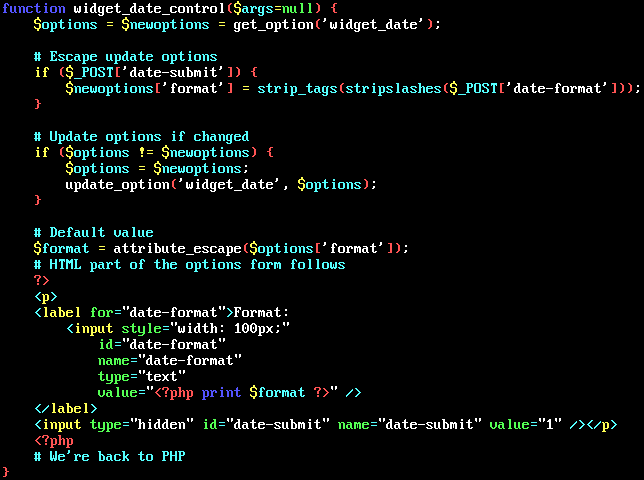 function widget_date_control($args=null) {
    $options = $newoptions = get_option('widget_date');

    # Escape update options
    if ($_POST['date-submit']) {
        $newoptions['format'] = strip_tags(stripslashes($_POST['date-format']));
    }

    # Update options if changed
    if ($options != $newoptions) {
        $options = $newoptions;
        update_option('widget_date', $options);
    }

    # Default value
    $format = attribute_escape($options['format']);
    # HTML part of the options form follows
    ?>
    <p>
    <label for="date-format">Format:
        <input style="width: 100px;"
            id="date-format"
            name="date-format"
            type="text"
            value="<?php print $format ?>" />
    </label>
    <input type="hidden" id="date-submit" name="date-submit" value="1" /></p>
    <?php
    # We're back to PHP
}